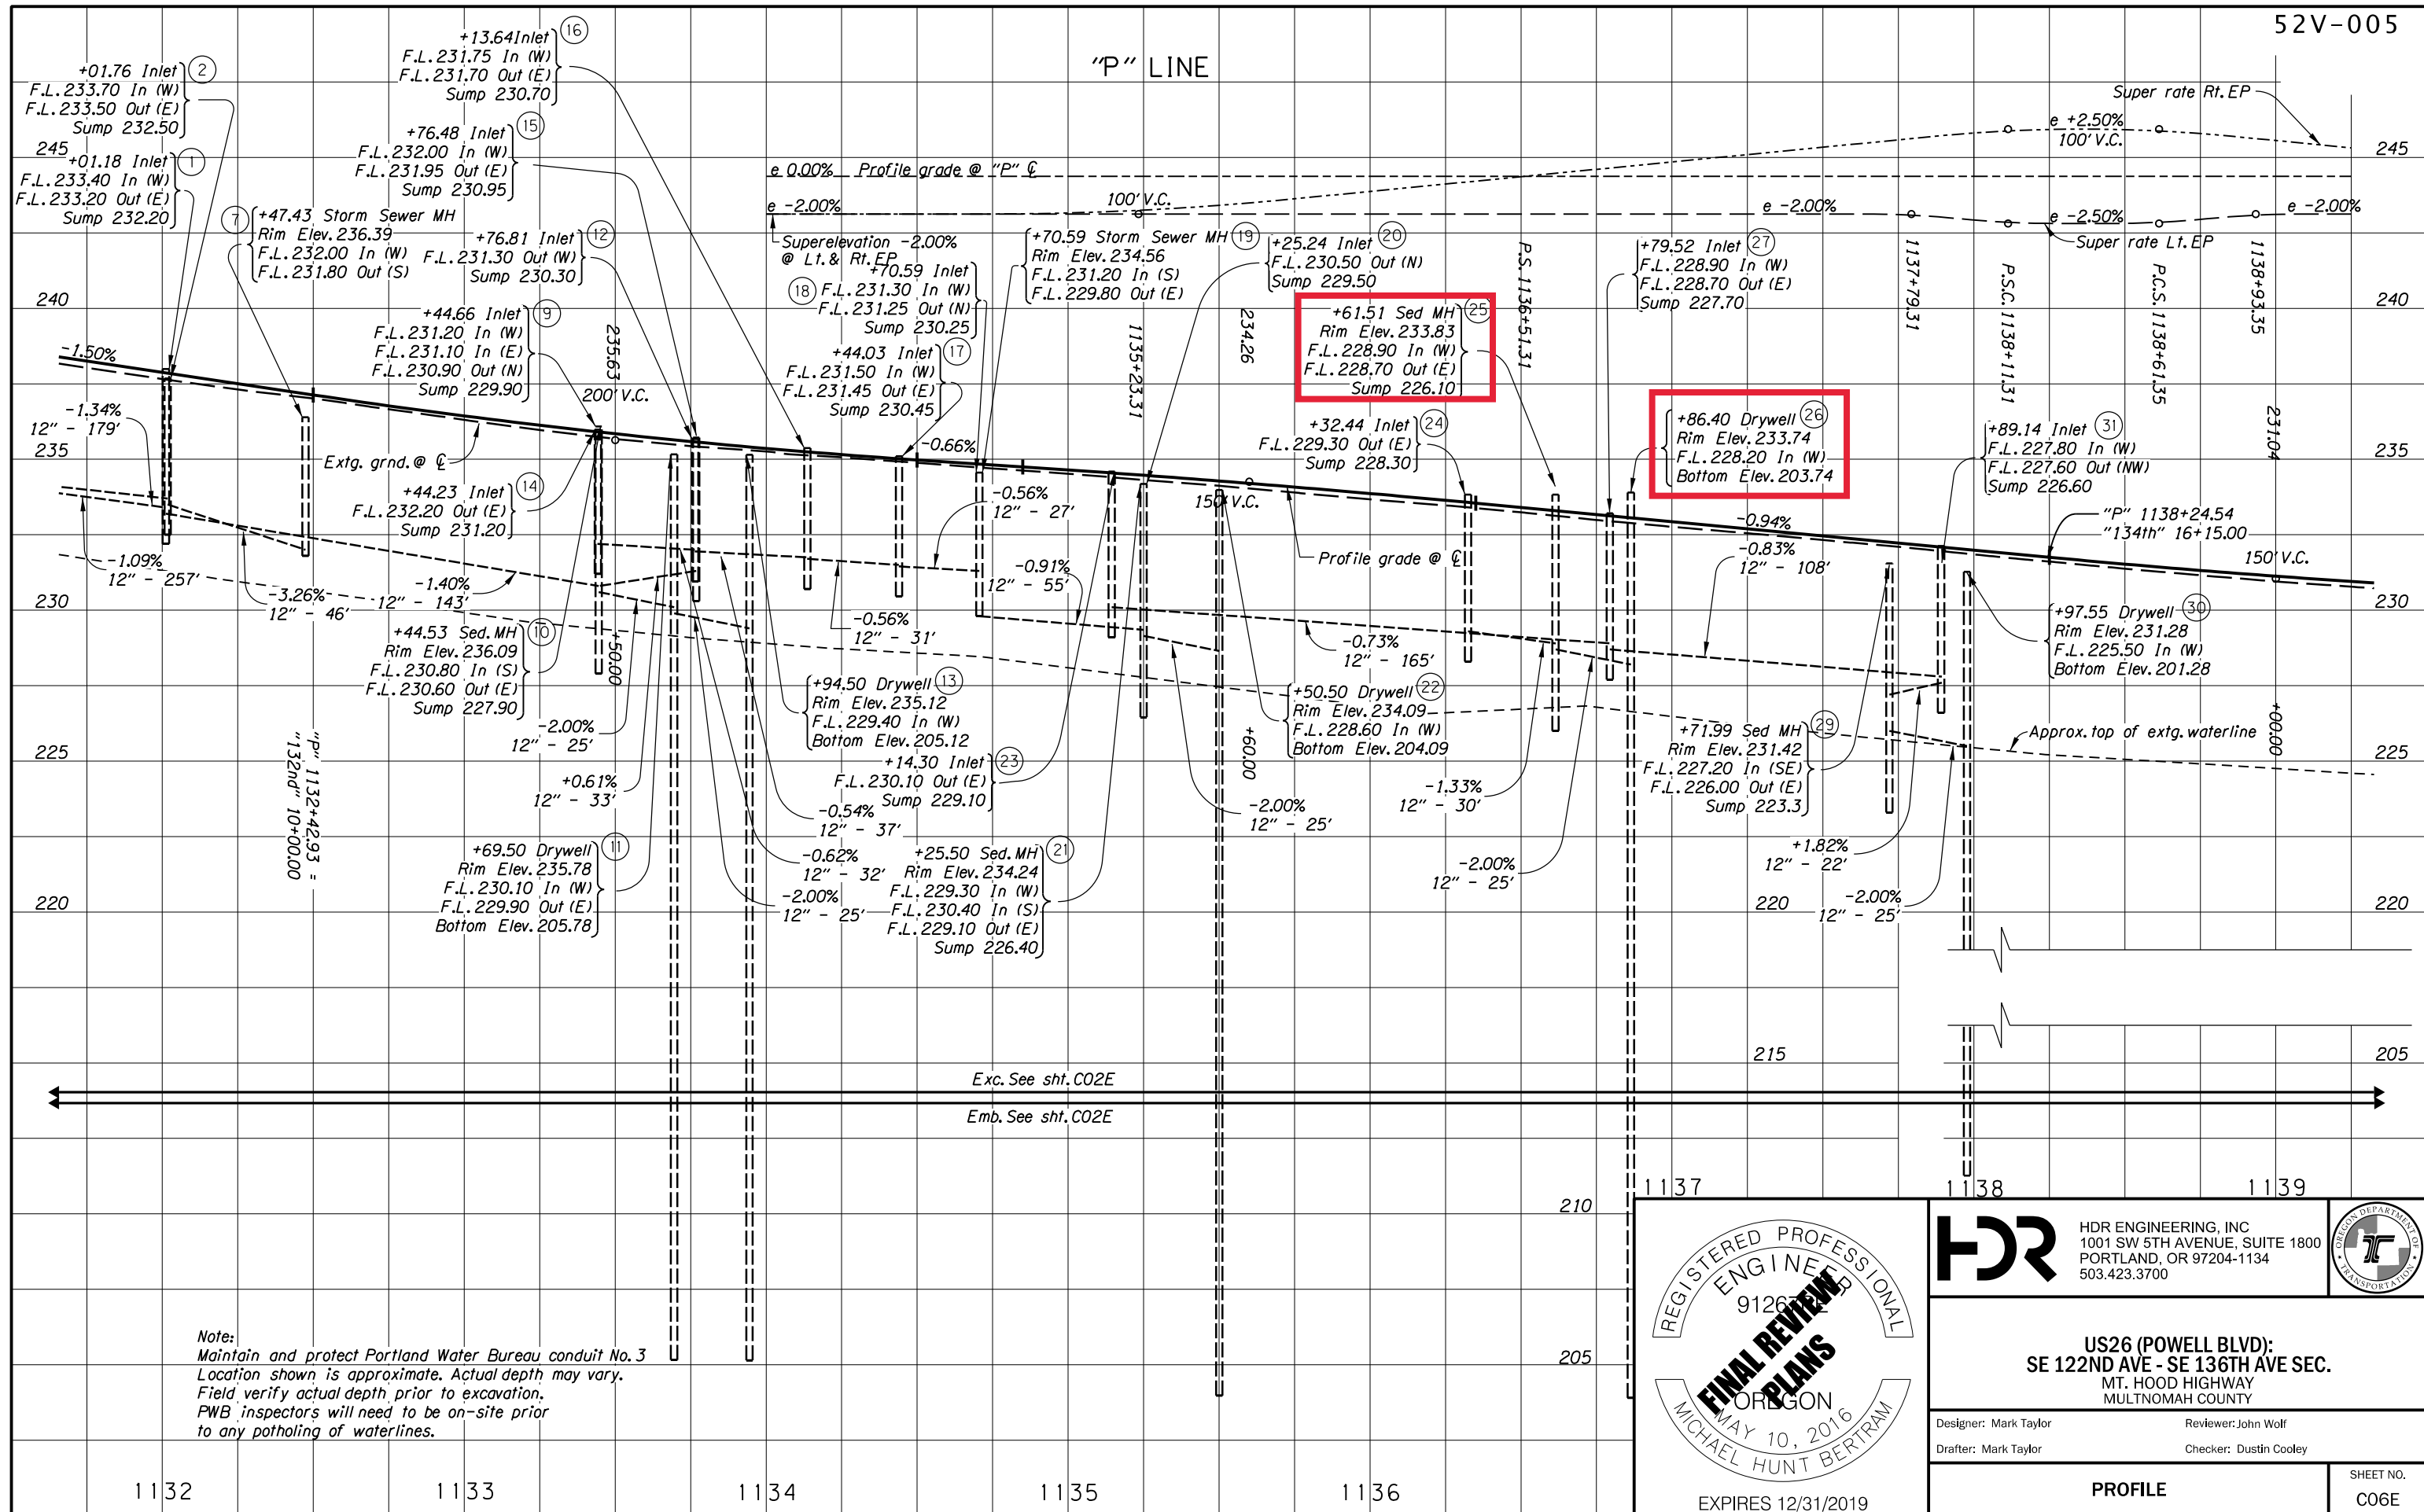 52V-005
"P" LINE
+01.76 Inlet 2
F.L. 233.70 In (W)
F.L. 233.50 Out (E)
Sump 232.50
+01.18 Inlet 1
F.L. 233.40 In (W)
F.L. 233.20 Out (E)
Sump 232.20
+13.64 Inlet 16
F.L. 231.75 In (W)
F.L. 231.70 Out (E)
Sump 230.70
+76.48 Inlet 15
F.L. 232.00 In (W)
F.L. 231.95 Out (E)
Sump 230.95
7 +47.43 Storm Sewer MH
Rim Elev. 236.39
F.L. 232.00 In (W)
F.L. 231.80 Out (S)
+76.81 Inlet 12
F.L. 231.30 Out (W)
Sump 230.30
+44.66 Inlet 9
F.L. 231.20 In (W)
F.L. 231.10 In (E)
F.L. 230.90 Out (N)
Sump 229.90
+44.23 Inlet 14
F.L. 232.20 Out (E)
Sump 231.20
e 0.00% Profile grade @ "P" ℄
e -2.00%
100' V.C.
Superelevation -2.00%
@ Lt. & Rt. EP
+70.59 Inlet
18 F.L. 231.30 In (W)
F.L. 231.25 Out (N)
Sump 230.25
+44.03 Inlet 17
F.L. 231.50 In (W)
F.L. 231.45 Out (E)
Sump 230.45
+70.59 Storm Sewer MH 19
Rim Elev. 234.56
F.L. 231.20 In (S)
F.L. 229.80 Out (E)
+25.24 Inlet 20
F.L. 230.50 Out (N)
Sump 229.50
+61.51 Sed MH 25
Rim Elev. 233.83
F.L. 228.90 In (W)
F.L. 228.70 Out (E)
Sump 226.10
+32.44 Inlet 24
F.L. 229.30 Out (E)
Sump 228.30
+79.52 Inlet 27
F.L. 228.90 In (W)
F.L. 228.70 Out (E)
Sump 227.70
+86.40 Drywell 26
Rim Elev. 233.74
F.L. 228.20 In (W)
Bottom Elev. 203.74
+89.14 Inlet 31
F.L. 227.80 In (W)
F.L. 227.60 Out (NW)
Sump 226.60
Super rate Rt. EP
e +2.50%
100' V.C.
e -2.00%
e -2.50%
e -2.00%
Super rate Lt. EP
1135+23.31
234.26
P.S. 1136+51.31
1137+79.31
P.S.C. 1138+11.31
P.C.S. 1138+61.35
1138+93.35
231.04
245
245
240
240
235
235
230
230
225
225
220
220
220
215
205
210
205
-1.50%
-1.34%
12" - 179'
Extg. grnd. @ ℄
235.63
200' V.C.
-0.66%
-1.09%
12" - 257'
-3.26%
12" - 46'
-1.40%
12" - 143'
-0.56%
12" - 27'
-0.91%
12" - 55'
-0.56%
12" - 31'
150' V.C.
Profile grade @ ℄
-0.73%
12" - 165'
-0.94%
-0.83%
12" - 108'
"P" 1138+24.54
"134th" 16+15.00
150' V.C.
+44.53 Sed. MH 10
Rim Elev. 236.09
F.L. 230.80 In (S)
F.L. 230.60 Out (E)
Sump 227.90
+50.00
-2.00%
12" - 25'
+0.61%
12" - 33'
"P" 1132+42.93 =
"132nd" 10+00.00
+94.50 Drywell 13
Rim Elev. 235.12
F.L. 229.40 In (W)
Bottom Elev. 205.12
+14.30 Inlet 23
F.L. 230.10 Out (E)
Sump 229.10
-0.54%
12" - 37'
-0.62%
12" - 32'
-2.00%
12" - 25'
+69.50 Drywell 11
Rim Elev. 235.78
F.L. 230.10 In (W)
F.L. 229.90 Out (E)
Bottom Elev. 205.78
+25.50 Sed. MH 21
Rim Elev. 234.24
F.L. 229.30 In (W)
F.L. 230.40 In (S)
F.L. 229.10 Out (E)
Sump 226.40
+60.00
-2.00%
12" - 25'
+50.50 Drywell 22
Rim Elev. 234.09
F.L. 228.60 In (W)
Bottom Elev. 204.09
-1.33%
12" - 30'
-2.00%
12" - 25'
+71.99 Sed MH 29
Rim Elev. 231.42
F.L. 227.20 In (SE)
F.L. 226.00 Out (E)
Sump 223.3
+1.82%
12" - 22'
-2.00%
12" - 25'
+97.55 Drywell 30
Rim Elev. 231.28
F.L. 225.50 In (W)
Bottom Elev. 201.28
Approx. top of extg. waterline
+00.00
Exc. See sht. C02E
Emb. See sht. C02E
Note:
Maintain and protect Portland Water Bureau conduit No. 3
Location shown is approximate. Actual depth may vary.
Field verify actual depth prior to excavation.
PWB inspectors will need to be on-site prior
to any potholing of waterlines.
1132
1133
1134
1135
1136
1137
1138
1139
REGISTERED PROFESSIONAL
ENGINEER
FINAL REVIEW
PLANS
OREGON
MAY 10, 2016
MICHAEL HUNT BERTRAM
EXPIRES 12/31/2019
HDR
HDR ENGINEERING, INC
1001 SW 5TH AVENUE, SUITE 1800
PORTLAND, OR 97204-1134
503.423.3700
OREGON DEPARTMENT OF TRANSPORTATION
US26 (POWELL BLVD):
SE 122ND AVE - SE 136TH AVE SEC.
MT. HOOD HIGHWAY
MULTNOMAH COUNTY
Designer: Mark Taylor
Reviewer: John Wolf
Drafter: Mark Taylor
Checker: Dustin Cooley
PROFILE
SHEET NO.
C06E